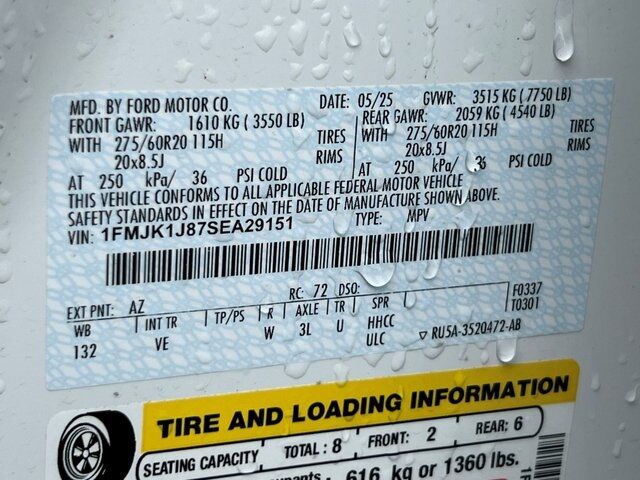 MFD. BY FORD MOTOR CO. DATE: 05/25 GVWR: 3515 KG ( 7750 LB)
FRONT GAWR: 1610 KG ( 3550 LB) REAR GAWR: 2059 KG ( 4540 LB)
WITH 275/60R20 115H TIRES WITH 275/60R20 115H TIRES
20x8.5J RIMS 20x8.5J RIMS
AT 250 kPa/ 36 PSI COLD AT 250 kPa/ 36 PSI COLD
THIS VEHICLE CONFORMS TO ALL APPLICABLE FEDERAL MOTOR VEHICLE
SAFETY STANDARDS IN EFFECT ON THE DATE OF MANUFACTURE SHOWN ABOVE.
VIN: 1FMJK1J87SEA29151 TYPE: MPV
EXT PNT: AZ RC: 72 DSO: F0337
WB INT TR TP/PS R AXLE TR SPR T0301
132 VE W 3L U HHCC
ULC ▽ RU5A-3520472-AB
TIRE AND LOADING INFORMATION
SEATING CAPACITY TOTAL: 8 FRONT: 2 REAR: 6
616 kg or 1360 lbs.